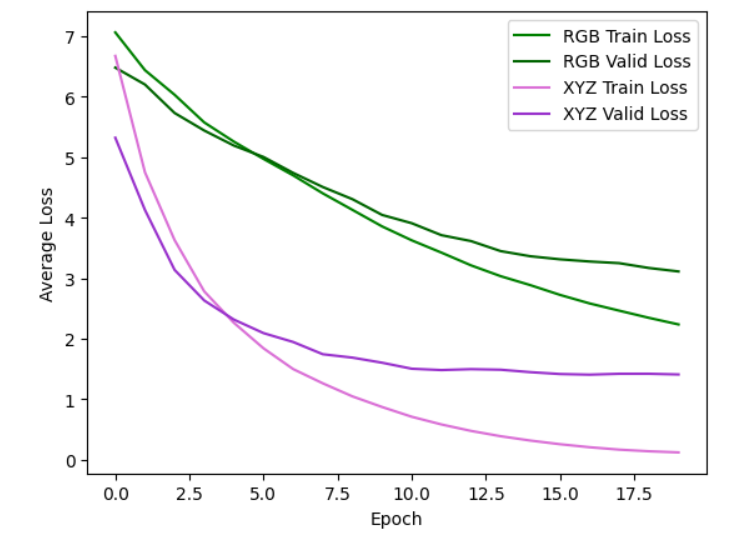 RGB Train Loss
RGB Valid Loss
XYZ Train Loss
XYZ Valid Loss
Average Loss
7
6
5
4
3
2
1
0
0.0 2.5 5.0 7.5 10.0 12.5 15.0 17.5
Epoch